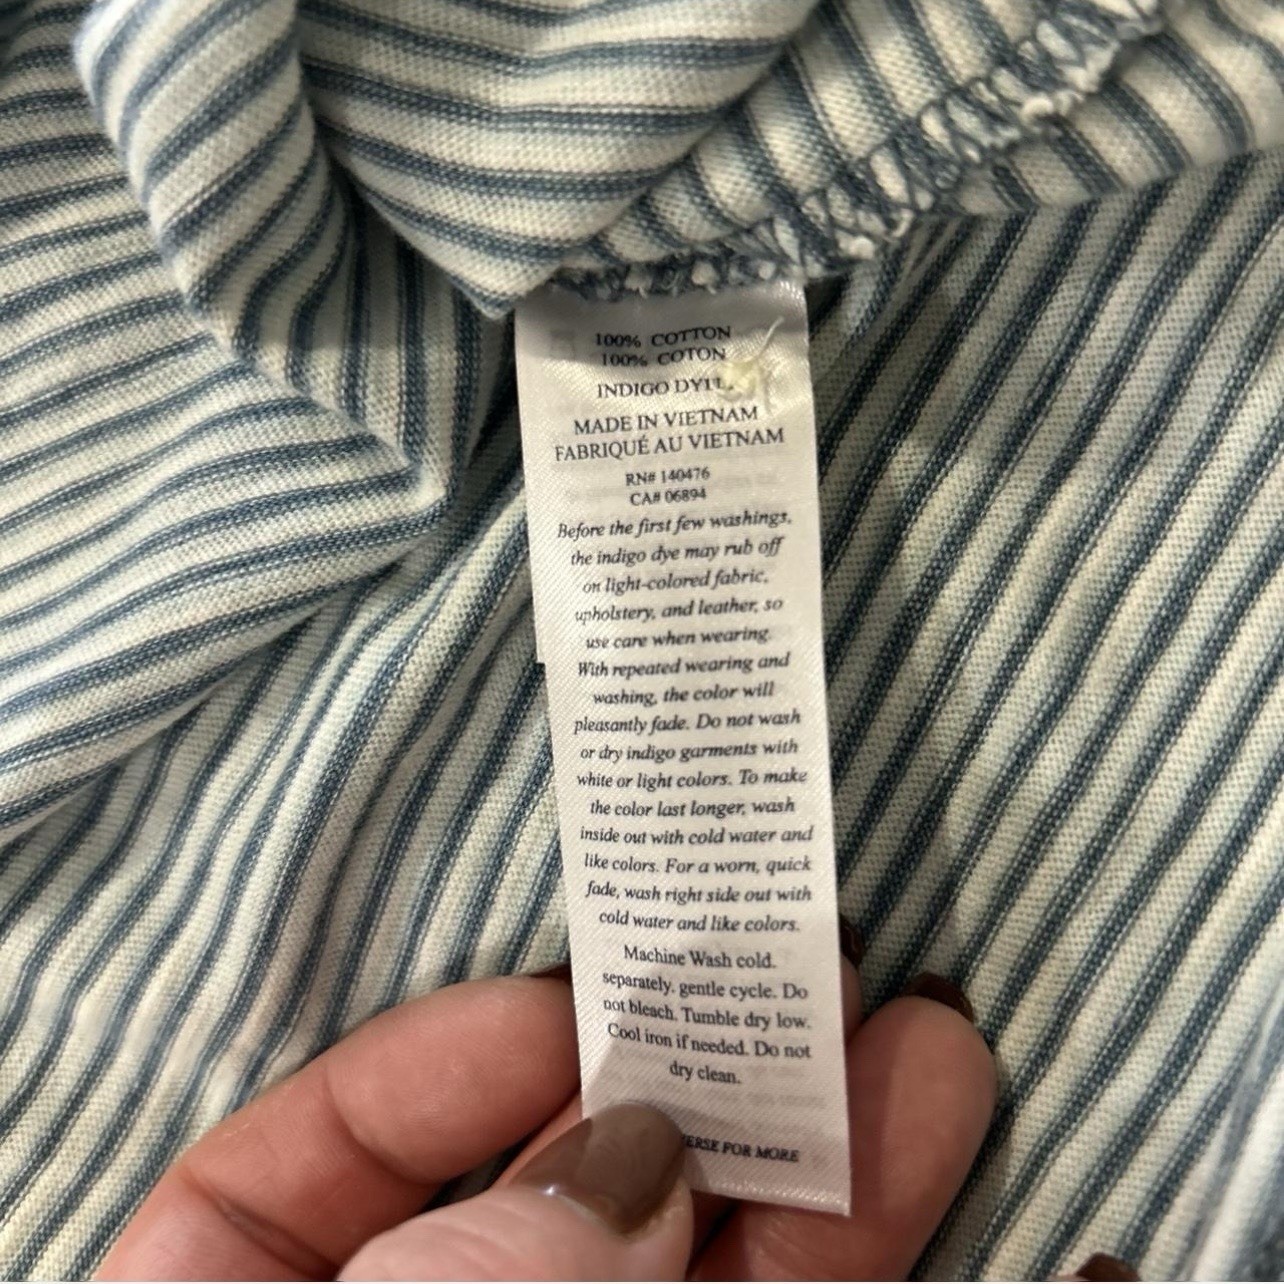 100% COTTON
100% COTON
INDIGO
MADE IN VIETNAM
FABRIQUÉ AU VIETNAM
RN# 140476
CA# 06894
Before the first few washings,
the indigo dye may rub off
on light-colored fabric,
upholstery, and leather, so
use care when wearing.
With repeated wearing and
washing, the color will
pleasantly fade. Do not wash
or dry indigo garments with
white or light colors. To make
the color last longer, wash
inside out with cold water and
like colors. For a worn, quick
fade, wash right side out with
cold water and like colors.
Machine Wash cold.
separately. gentle cycle. Do
not bleach. Tumble dry low.
Cool iron if needed. Do not
dry clean.
ERSE FOR MORE